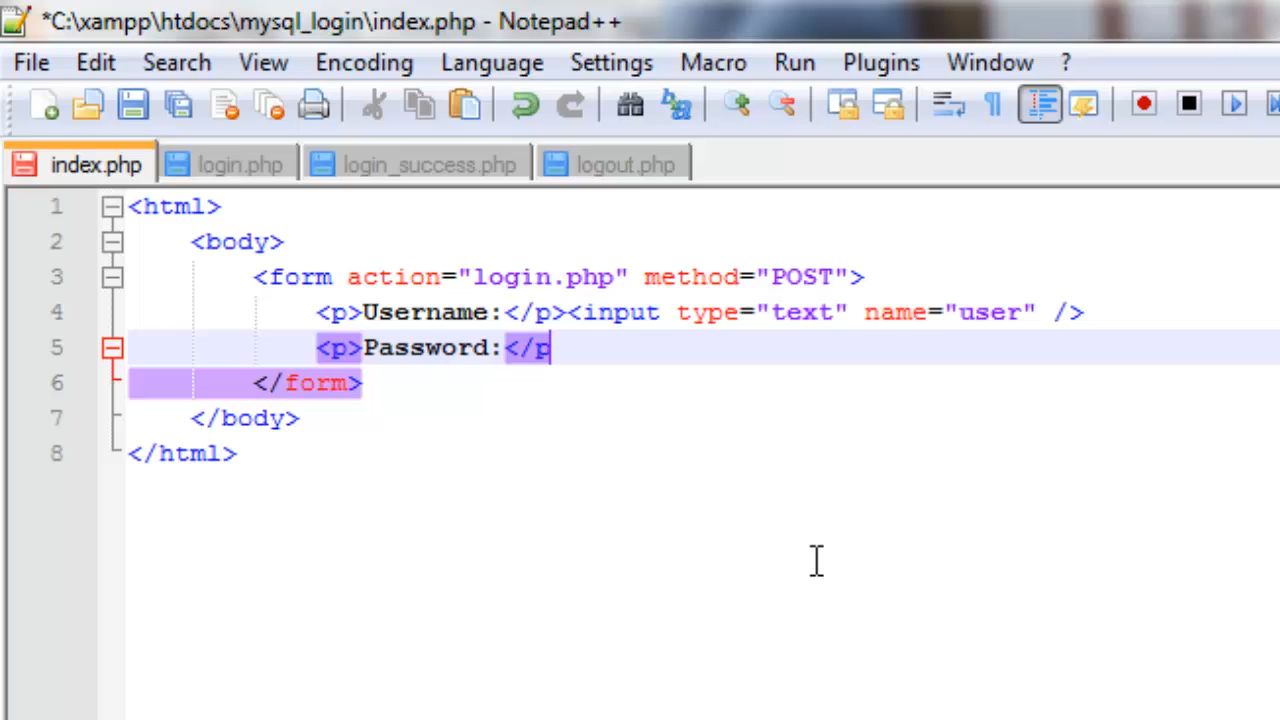 *C:\xampp\htdocs\mysql_login\index.php - Notepad++
File Edit Search View Encoding Language Settings Macro Run Plugins Window ?
index.php login.php login_success.php logout.php
1 <html>
2 <body>
3 <form action="login.php" method="POST">
4 <p>Username:</p><input type="text" name="user" />
5 <p>Password:</p
6 </form>
7 </body>
8 </html>